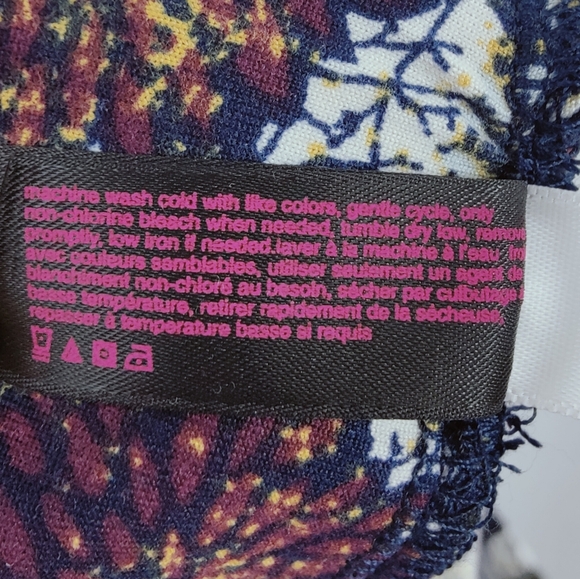 machine wash cold with like colors, gentle cycle, only
non-chlorine bleach when needed, tumble dry low, remove
promptly, low iron if needed.laver à la machine à l'eau
avec couleurs semblables, utiliser seulement un agent de
blanchiment non-chloré au besoin, sécher par culbutage
basse température, retirer rapidement de la sécheuse,
repasser à température basse si requis